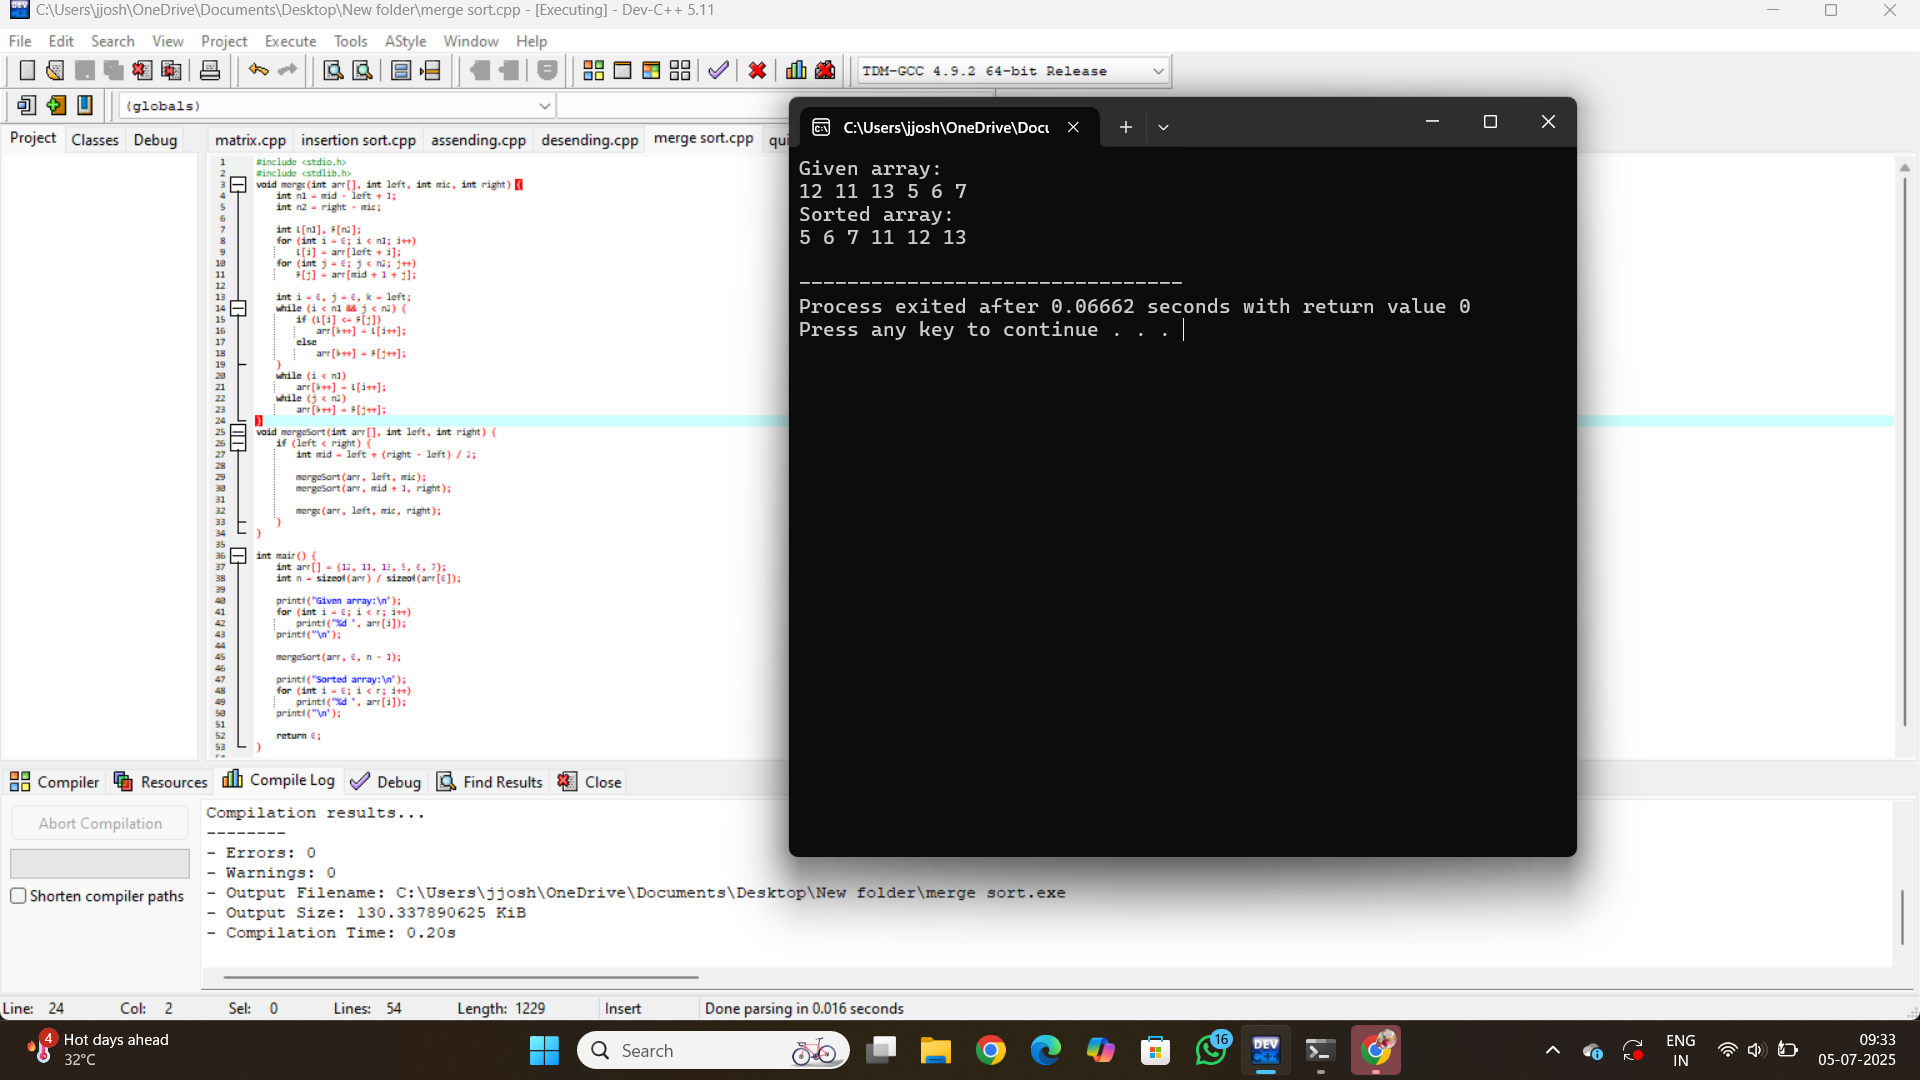 C:\Users\jjosh\OneDrive\Documents\Desktop\New folder\merge sort.cpp - [Executing] - Dev-C++ 5.11
File Edit Search View Project Execute Tools AStyle Window Help
TDM-GCC 4.9.2 64-bit Release
(globals)
Project Classes Debug
matrix.cpp insertion sort.cpp assending.cpp desending.cpp merge sort.cpp qui
1 #include <stdio.h>
2 #include <stdlib.h>
3 void merge(int arr[], int left, int mid, int right) {
4 int n1 = mid - left + 1;
5 int n2 = right - mid;
6
7 int L[n1], R[n2];
8 for (int i = 0; i < n1; i++)
9 L[i] = arr[left + i];
10 for (int j = 0; j < n2; j++)
11 R[j] = arr[mid + 1 + j];
12
13 int i = 0, j = 0, k = left;
14 while (i < n1 && j < n2) {
15 if (L[i] <= R[j])
16 arr[k++] = L[i++];
17 else
18 arr[k++] = R[j++];
19 }
20 while (i < n1)
21 arr[k++] = L[i++];
22 while (j < n2)
23 arr[k++] = R[j++];
24 }
25 void mergeSort(int arr[], int left, int right) {
26 if (left < right) {
27 int mid = left + (right - left) / 2;
28
29 mergeSort(arr, left, mid);
30 mergeSort(arr, mid + 1, right);
31
32 merge(arr, left, mid, right);
33 }
34 }
35
36 int main() {
37 int arr[] = {12, 11, 13, 5, 6, 7};
38 int n = sizeof(arr) / sizeof(arr[0]);
39
40 printf("Given array:\n");
41 for (int i = 0; i < n; i++)
42 printf("%d ", arr[i]);
43 printf("\n");
44
45 mergeSort(arr, 0, n - 1);
46
47 printf("Sorted array:\n");
48 for (int i = 0; i < n; i++)
49 printf("%d ", arr[i]);
50 printf("\n");
51
52 return 0;
53 }
C:\Users\jjosh\OneDrive\Docu
Given array:
12 11 13 5 6 7
Sorted array:
5 6 7 11 12 13
--------------------------------
Process exited after 0.06662 seconds with return value 0
Press any key to continue . . .
Compiler Resources Compile Log Debug Find Results Close
Abort Compilation
Shorten compiler paths
Compilation results...
--------
- Errors: 0
- Warnings: 0
- Output Filename: C:\Users\jjosh\OneDrive\Documents\Desktop\New folder\merge sort.exe
- Output Size: 130.337890625 KiB
- Compilation Time: 0.20s
Line: 24 Col: 2 Sel: 0 Lines: 54 Length: 1229 Insert Done parsing in 0.016 seconds
4 Hot days ahead
32°C
Search
16
DEV C++
ENG
IN
09:33
05-07-2025